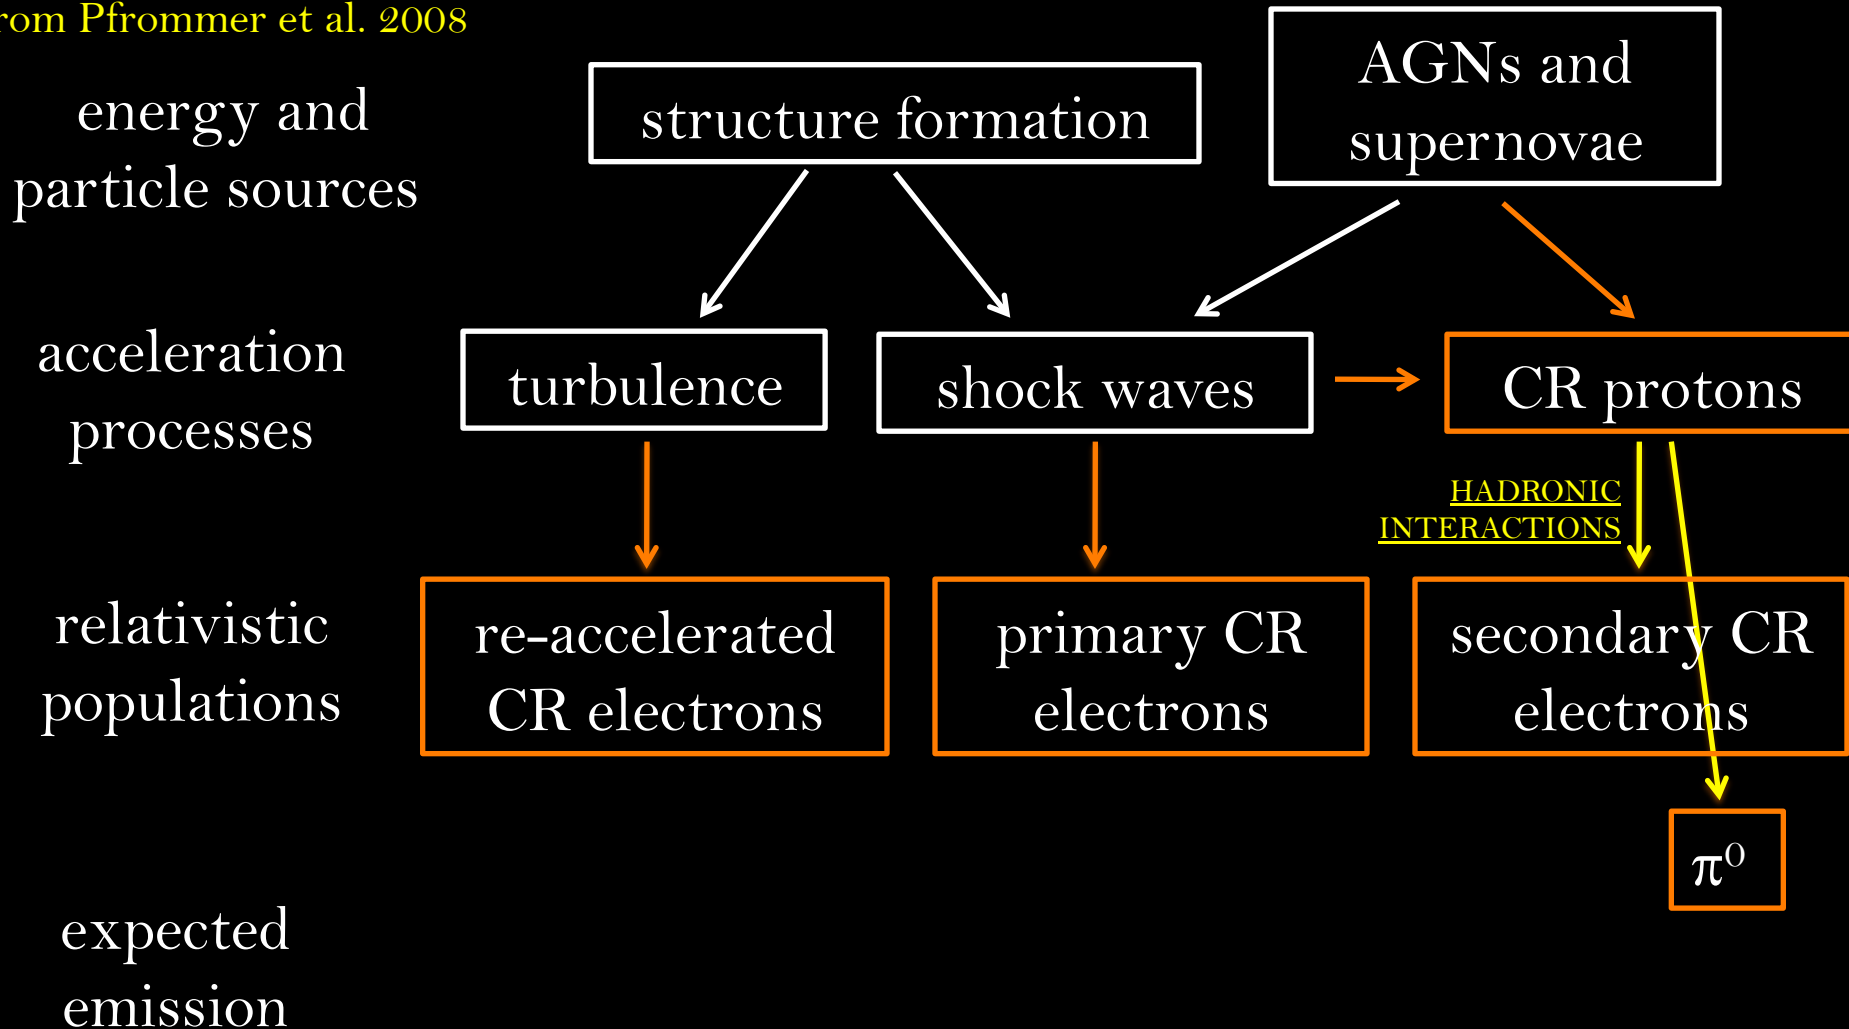 rom Pfrommer et al. 2008
energy and
particle sources
structure formation
AGNs and
supernovae
acceleration
processes
turbulence
shock waves
CR protons
HADRONIC
INTERACTIONS
relativistic
populations
re-accelerated
CR electrons
primary CR
electrons
secondary CR
electrons
π⁰
expected
emission